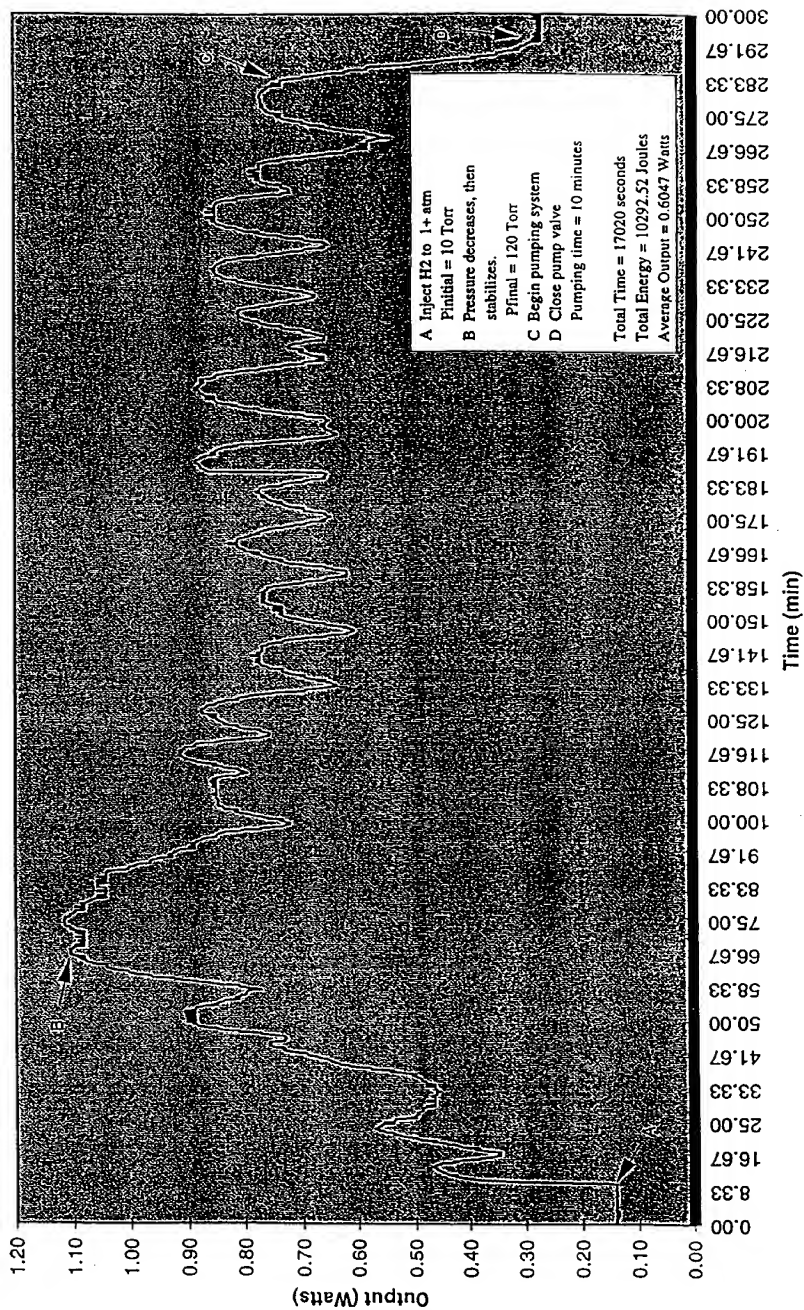 1.20
1.10
1.00
0.90
0.80
0.70
0.60
0.50
0.40
0.30
0.20
0.10
0.00
Output (Watts)
A
B
C
D
A Inject H2 to 1+ atm
Pinitial = 10 Torr
B Pressure decreases, then
stabilizes,
Pfinal = 120 Torr
C Begin pumping system
D Close pump valve
Pumping time = 10 minutes
Total Time = 17020 seconds
Total Energy = 10292.52 Joules
Average Output = 0.6047 Watts
0.00
8.33
16.67
25.00
33.33
41.67
50.00
58.33
66.67
75.00
83.33
91.67
100.00
108.33
116.67
125.00
133.33
141.67
150.00
158.33
166.67
175.00
183.33
191.67
200.00
208.33
216.67
225.00
233.33
241.67
250.00
258.33
266.67
275.00
283.33
291.67
300.00
Time (min)